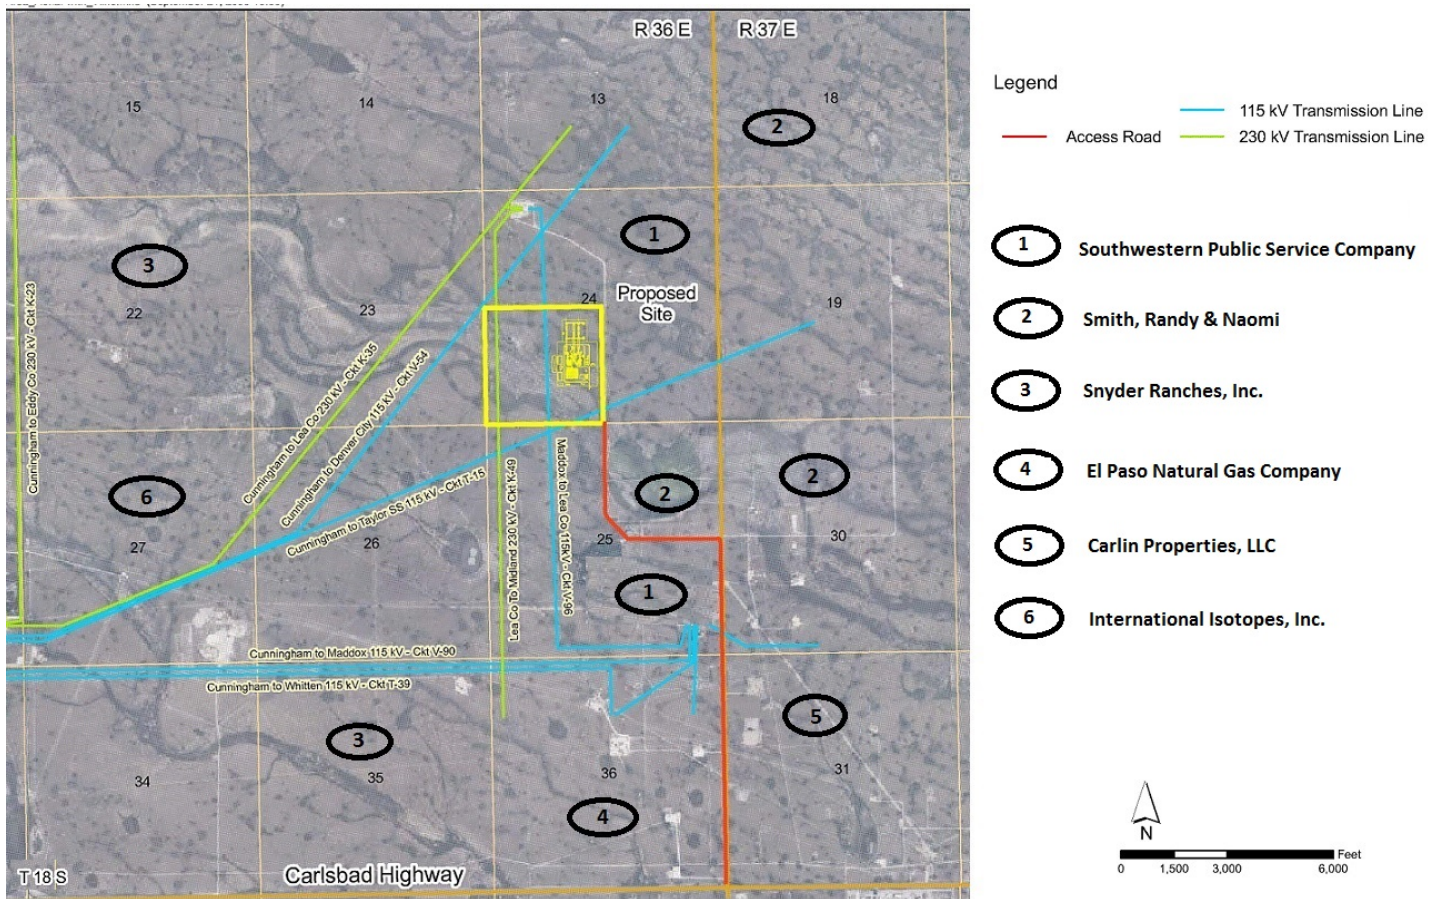 R 36 E
R 37 E
15
14
13
18
2
3
1
22
23
24
Proposed
Site
19
Cunningham to Eddy Co 230 kV - Ckt K-23
Cunningham to Lea Co 230 kV - Ckt K-35
Cunningham to Denver City 115 kV - Ckt V-54
Cunningham to Taylor SS 115 kV - Ckt T-15
Lea Co To Midland 230 kV - Ckt K-49
Maddox to Lea Co 115kV - Ckt V-96
6
2
2
27
26
25
30
1
Cunningham to Maddox 115 kV - Ckt V-90
Cunningham to Whitten 115 kV - Ckt T-39
3
5
34
35
36
31
4
T 18 S
Carlsbad Highway
Legend
Access Road
115 kV Transmission Line
230 kV Transmission Line
1 Southwestern Public Service Company
2 Smith, Randy & Naomi
3 Snyder Ranches, Inc.
4 El Paso Natural Gas Company
5 Carlin Properties, LLC
6 International Isotopes, Inc.
N
Feet
0 1,500 3,000 6,000